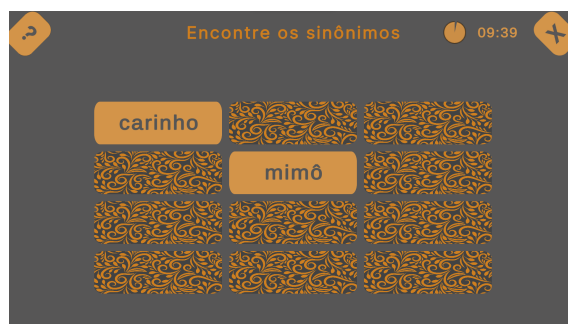 ?
Encontre os sinônimos
09:39
X
carinho
mimô